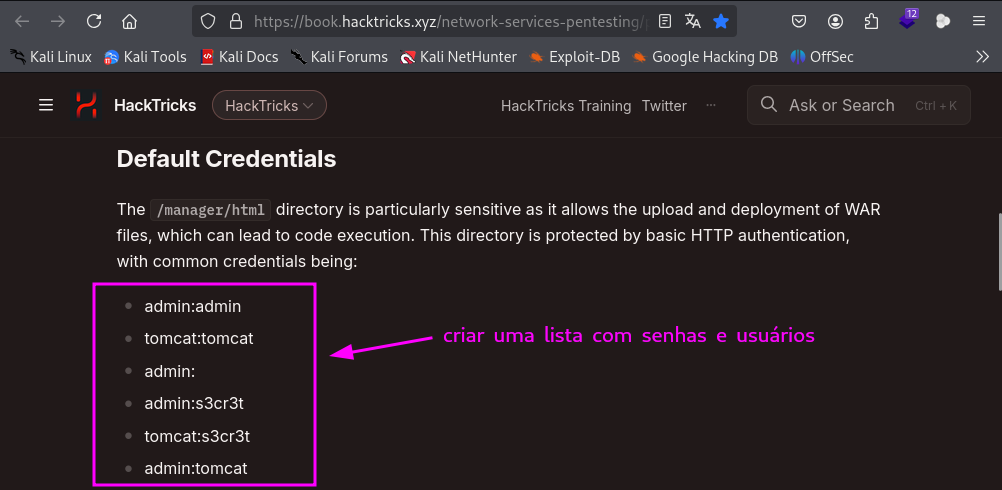 https://book.hacktricks.xyz/network-services-pentesting/
12
Kali Linux Kali Tools Kali Docs Kali Forums Kali NetHunter Exploit-DB Google Hacking DB OffSec
HackTricks HackTricks HackTricks Training Twitter ... Ask or Search Ctrl + K
Default Credentials
The /manager/html directory is particularly sensitive as it allows the upload and deployment of WAR
files, which can lead to code execution. This directory is protected by basic HTTP authentication,
with common credentials being:
admin:admin
tomcat:tomcat
criar uma lista com senhas e usuários
admin:
admin:s3cr3t
tomcat:s3cr3t
admin:tomcat